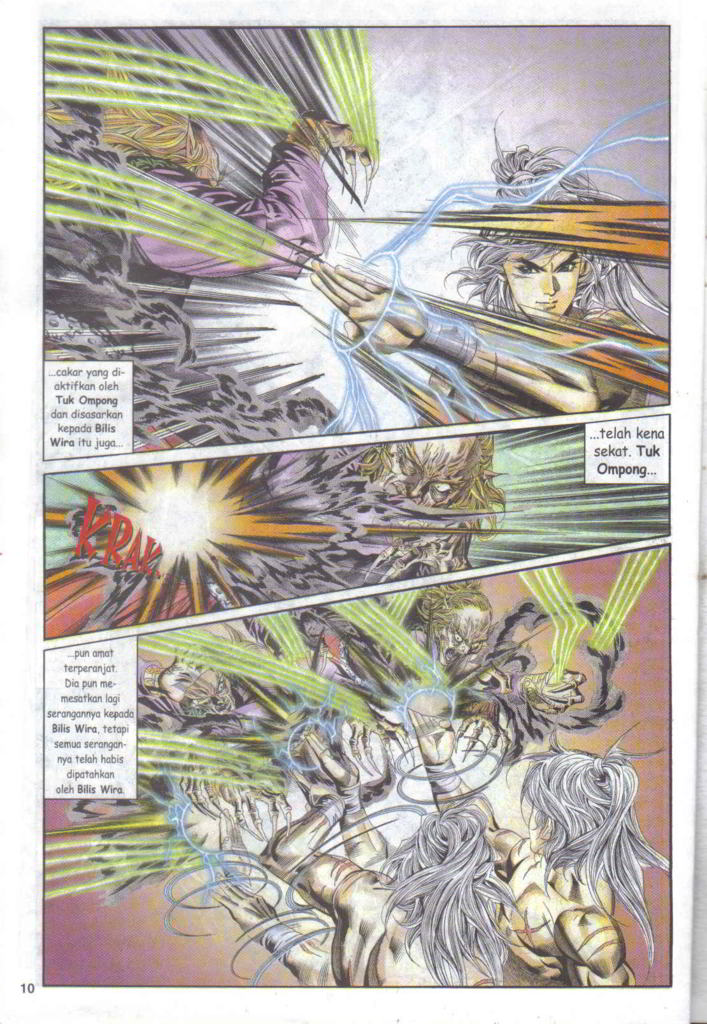 ...cakar yang di-
aktifkan oleh
Tuk Ompong
dan disasarkan
kepada Bilis
Wira itu juga...
...telah kena
sekat. Tuk
Ompong...
KRAK
...pun amat
terperanjat.
Dia pun me-
mesatkan lagi
serangannya kepada
Bilis Wira, tetapi
semua serangan-
nya telah habis
dipatahkan
oleh Bilis Wira.
10